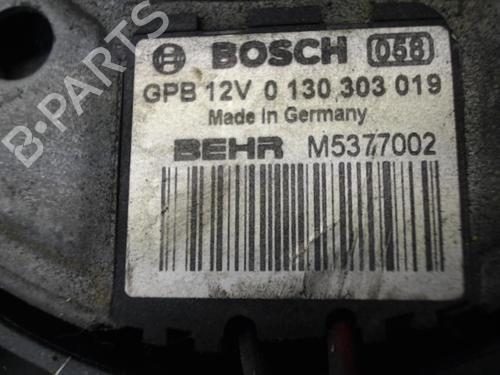 BOSCH 058
GPB 12V 0 130 303 019
Made in Germany
BEHR M5377002
B-PARTS